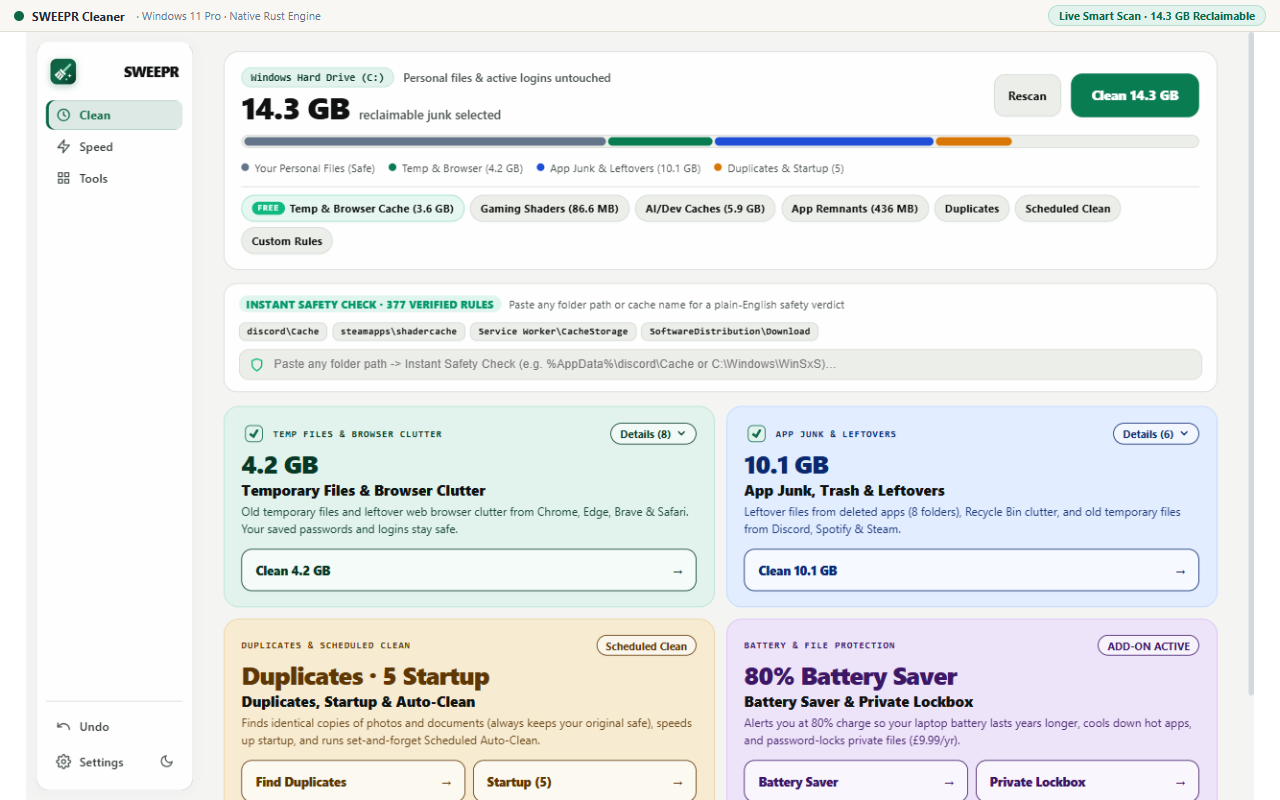 SWEEPR Cleaner · Windows 11 Pro · Native Rust Engine
Live Smart Scan · 14.3 GB Reclaimable
SWEEPR
Clean
Speed
Tools
Undo
Settings
Windows Hard Drive (C:) Personal files & active logins untouched
14.3 GB reclaimable junk selected
Rescan
Clean 14.3 GB
Your Personal Files (Safe) Temp & Browser (4.2 GB) App Junk & Leftovers (10.1 GB) Duplicates & Startup (5)
FREE Temp & Browser Cache (3.6 GB) Gaming Shaders (86.6 MB) AI/Dev Caches (5.9 GB) App Remnants (436 MB) Duplicates Scheduled Clean
Custom Rules
INSTANT SAFETY CHECK · 377 VERIFIED RULES Paste any folder path or cache name for a plain-English safety verdict
discord\Cache steamapps\shadercache Service Worker\CacheStorage SoftwareDistribution\Download
Paste any folder path -> Instant Safety Check (e.g. %AppData%\discord\Cache or C:\Windows\WinSxS)...
TEMP FILES & BROWSER CLUTTER Details (8)
4.2 GB
Temporary Files & Browser Clutter
Old temporary files and leftover web browser clutter from Chrome, Edge, Brave & Safari.
Your saved passwords and logins stay safe.
Clean 4.2 GB →
APP JUNK & LEFTOVERS Details (6)
10.1 GB
App Junk, Trash & Leftovers
Leftover files from deleted apps (8 folders), Recycle Bin clutter, and old temporary files
from Discord, Spotify & Steam.
Clean 10.1 GB →
DUPLICATES & SCHEDULED CLEAN Scheduled Clean
Duplicates · 5 Startup
Duplicates, Startup & Auto-Clean
Finds identical copies of photos and documents (always keeps your original safe), speeds
up startup, and runs set-and-forget Scheduled Auto-Clean.
Find Duplicates → Startup (5) →
BATTERY & FILE PROTECTION ADD-ON ACTIVE
80% Battery Saver
Battery Saver & Private Lockbox
Alerts you at 80% charge so your laptop battery lasts years longer, cools down hot apps,
and password-locks private files (£9.99/yr).
Battery Saver → Private Lockbox →